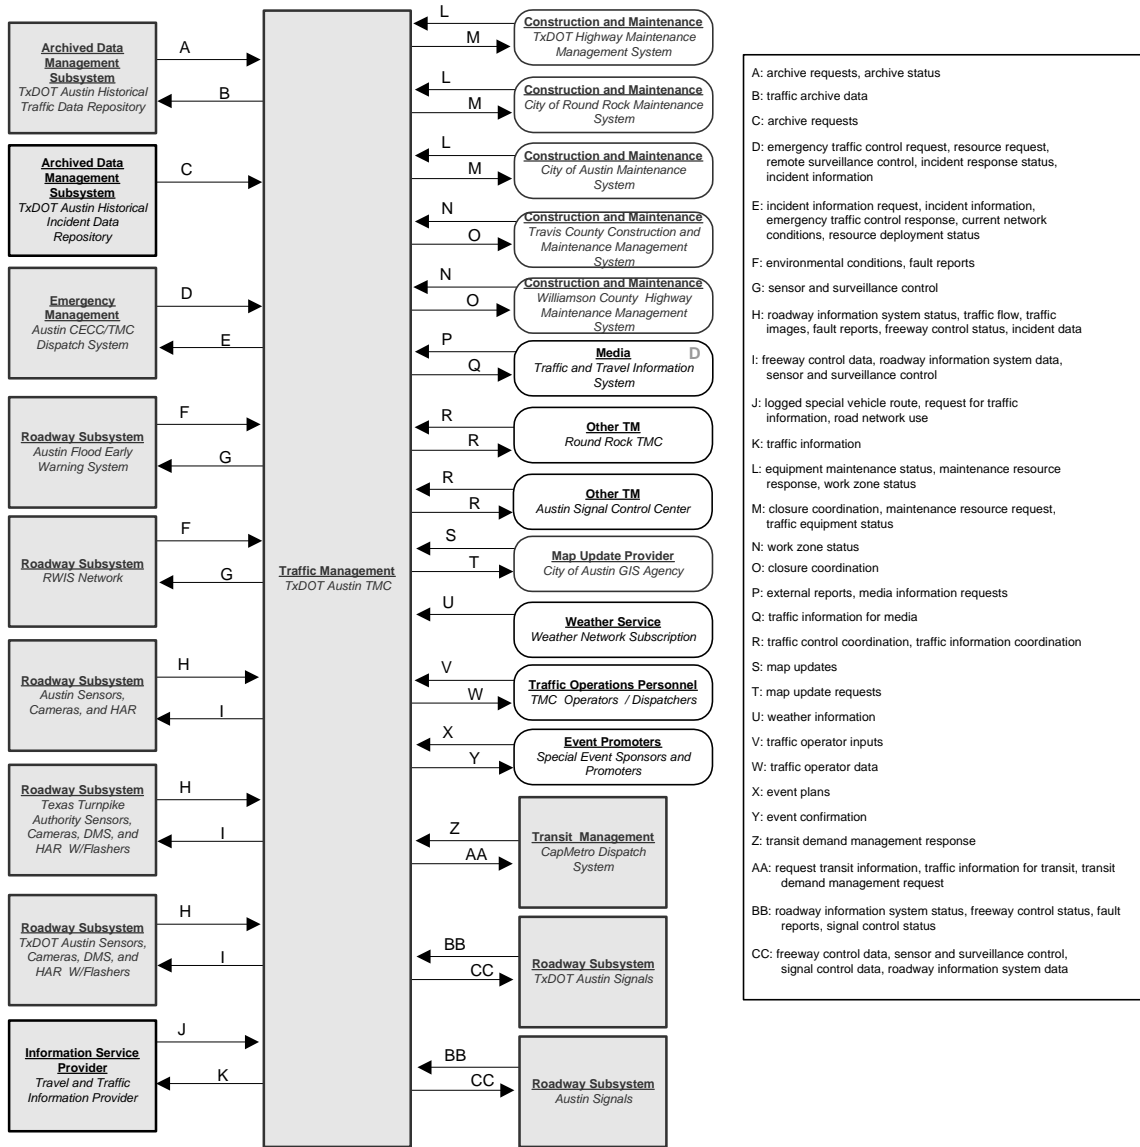 Archived Data
Management
Subsystem
TxDOT Austin Historical
Traffic Data Repository
A
B
Archived Data
Management
Subsystem
TxDOT Austin Historical
Incident Data
Repository
C
Emergency
Management
Austin CECC/TMC
Dispatch System
D
E
Roadway Subsystem
Austin Flood Early
Warning System
F
G
Roadway Subsystem
RWIS Network
F
G
Roadway Subsystem
Austin Sensors,
Cameras, and HAR
H
I
Roadway Subsystem
Texas Turnpike
Authority Sensors,
Cameras, DMS, and
HAR W/Flashers
H
I
Roadway Subsystem
TxDOT Austin Sensors,
Cameras, DMS, and
HAR W/Flashers
H
I
Information Service
Provider
Travel and Traffic
Information Provider
J
K
Traffic Management
TxDOT Austin TMC
L
M
Construction and Maintenance
TxDOT Highway Maintenance
Management System
L
M
Construction and Maintenance
City of Round Rock Maintenance
System
L
M
Construction and Maintenance
City of Austin Maintenance
System
N
O
Construction and Maintenance
Travis County Construction and
Maintenance Management
System
N
O
Construction and Maintenance
Williamson County Highway
Maintenance Management
System
P
Q
Media D
Traffic and Travel Information
System
R
R
Other TM
Round Rock TMC
R
R
Other TM
Austin Signal Control Center
S
T
Map Update Provider
City of Austin GIS Agency
U
Weather Service
Weather Network Subscription
V
W
Traffic Operations Personnel
TMC Operators / Dispatchers
X
Y
Event Promoters
Special Event Sponsors and
Promoters
Z
AA
Transit Management
CapMetro Dispatch
System
BB
CC
Roadway Subsystem
TxDOT Austin Signals
BB
CC
Roadway Subsystem
Austin Signals
A: archive requests, archive status
B: traffic archive data
C: archive requests
D: emergency traffic control request, resource request,
remote surveillance control, incident response status,
incident information
E: incident information request, incident information,
emergency traffic control response, current network
conditions, resource deployment status
F: environmental conditions, fault reports
G: sensor and surveillance control
H: roadway information system status, traffic flow, traffic
images, fault reports, freeway control status, incident data
I: freeway control data, roadway information system data,
sensor and surveillance control
J: logged special vehicle route, request for traffic
information, road network use
K: traffic information
L: equipment maintenance status, maintenance resource
response, work zone status
M: closure coordination, maintenance resource request,
traffic equipment status
N: work zone status
O: closure coordination
P: external reports, media information requests
Q: traffic information for media
R: traffic control coordination, traffic information coordination
S: map updates
T: map update requests
U: weather information
V: traffic operator inputs
W: traffic operator data
X: event plans
Y: event confirmation
Z: transit demand management response
AA: request transit information, traffic information for transit, transit
demand management request
BB: roadway information system status, freeway control status, fault
reports, signal control status
CC: freeway control data, sensor and surveillance control,
signal control data, roadway information system data